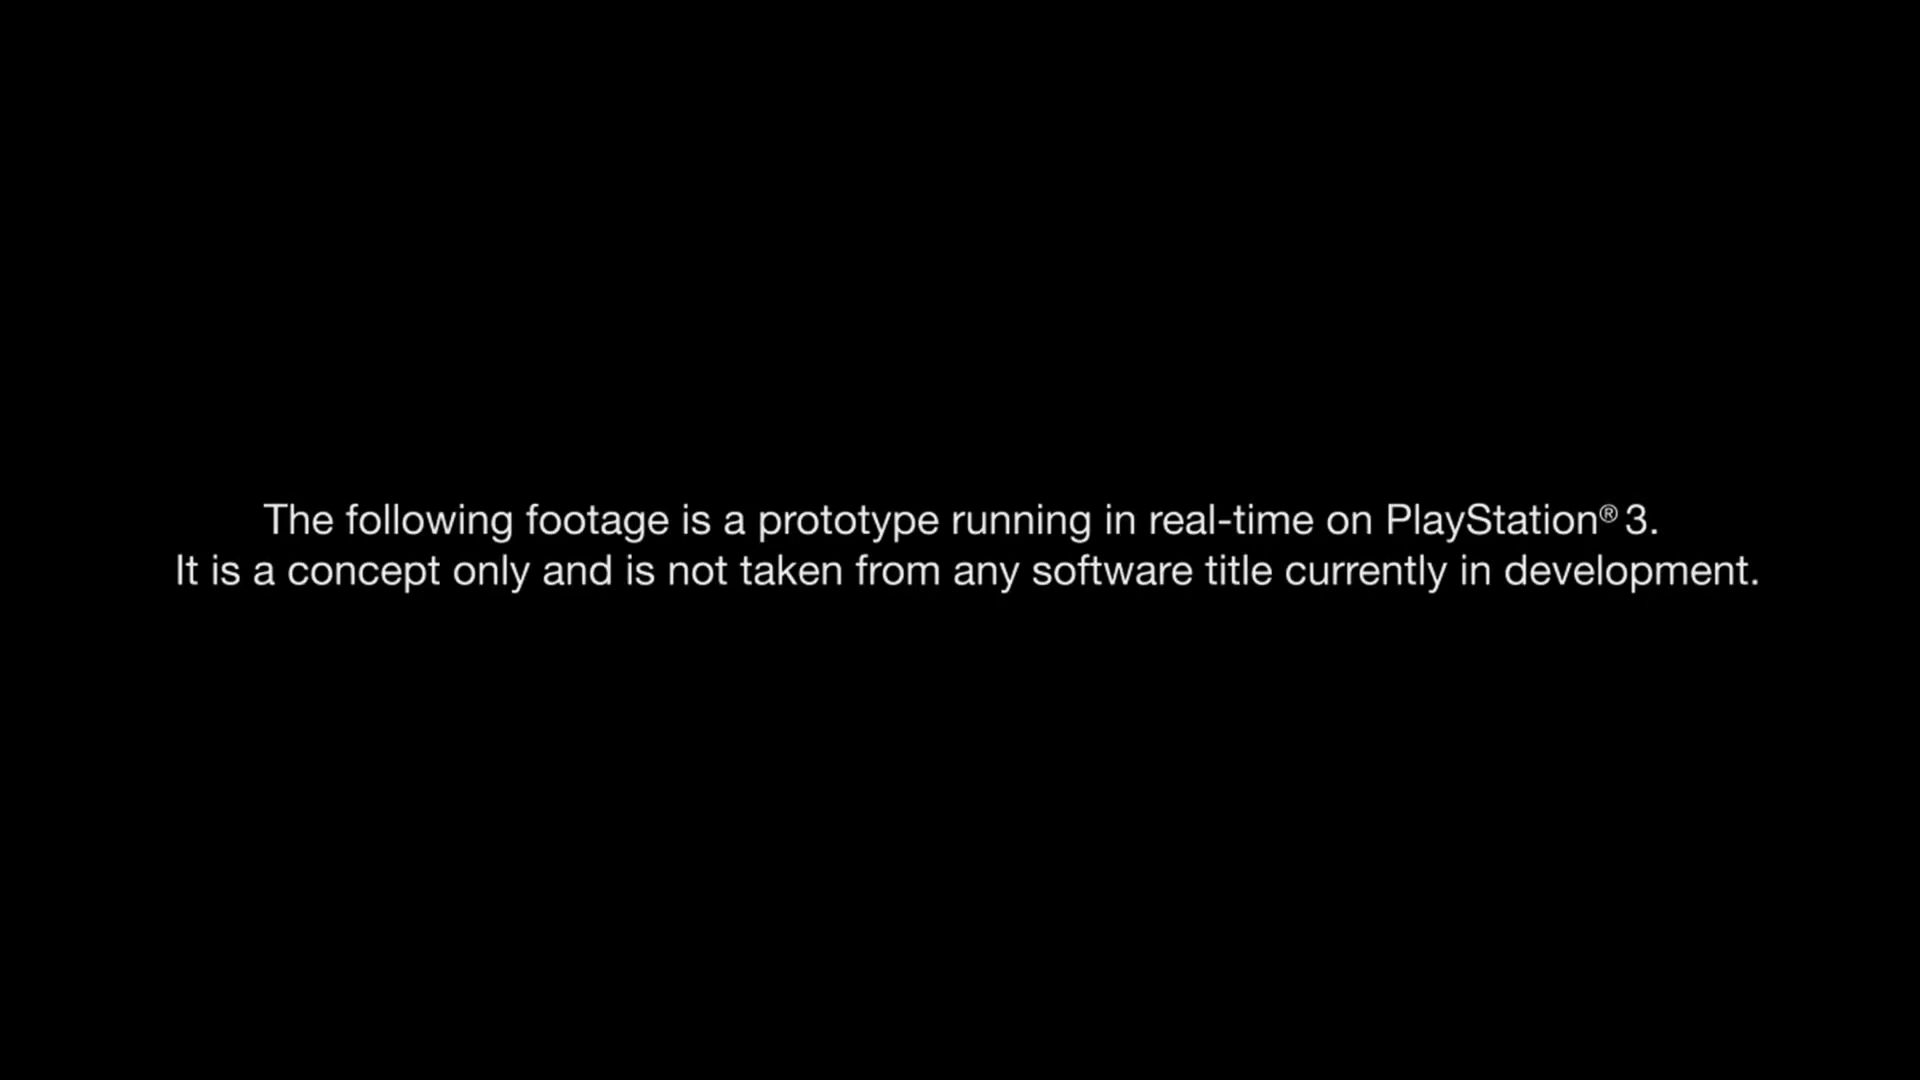 The following footage is a prototype running in real-time on PlayStation® 3.
It is a concept only and is not taken from any software title currently in development.